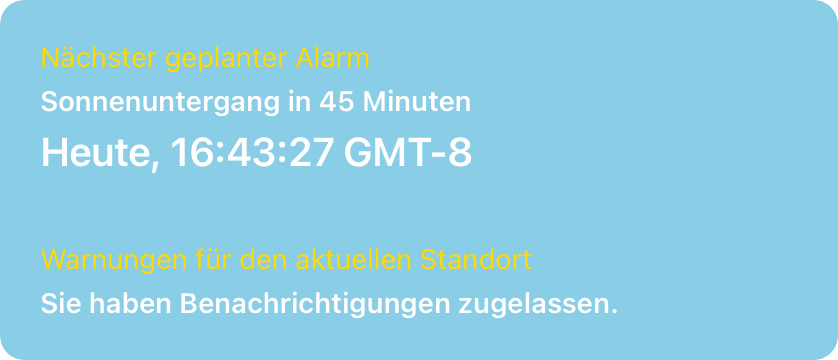 Nächster geplanter Alarm
Sonnenuntergang in 45 Minuten
Heute, 16:43:27 GMT-8
Warnungen für den aktuellen Standort
Sie haben Benachrichtigungen zugelassen.